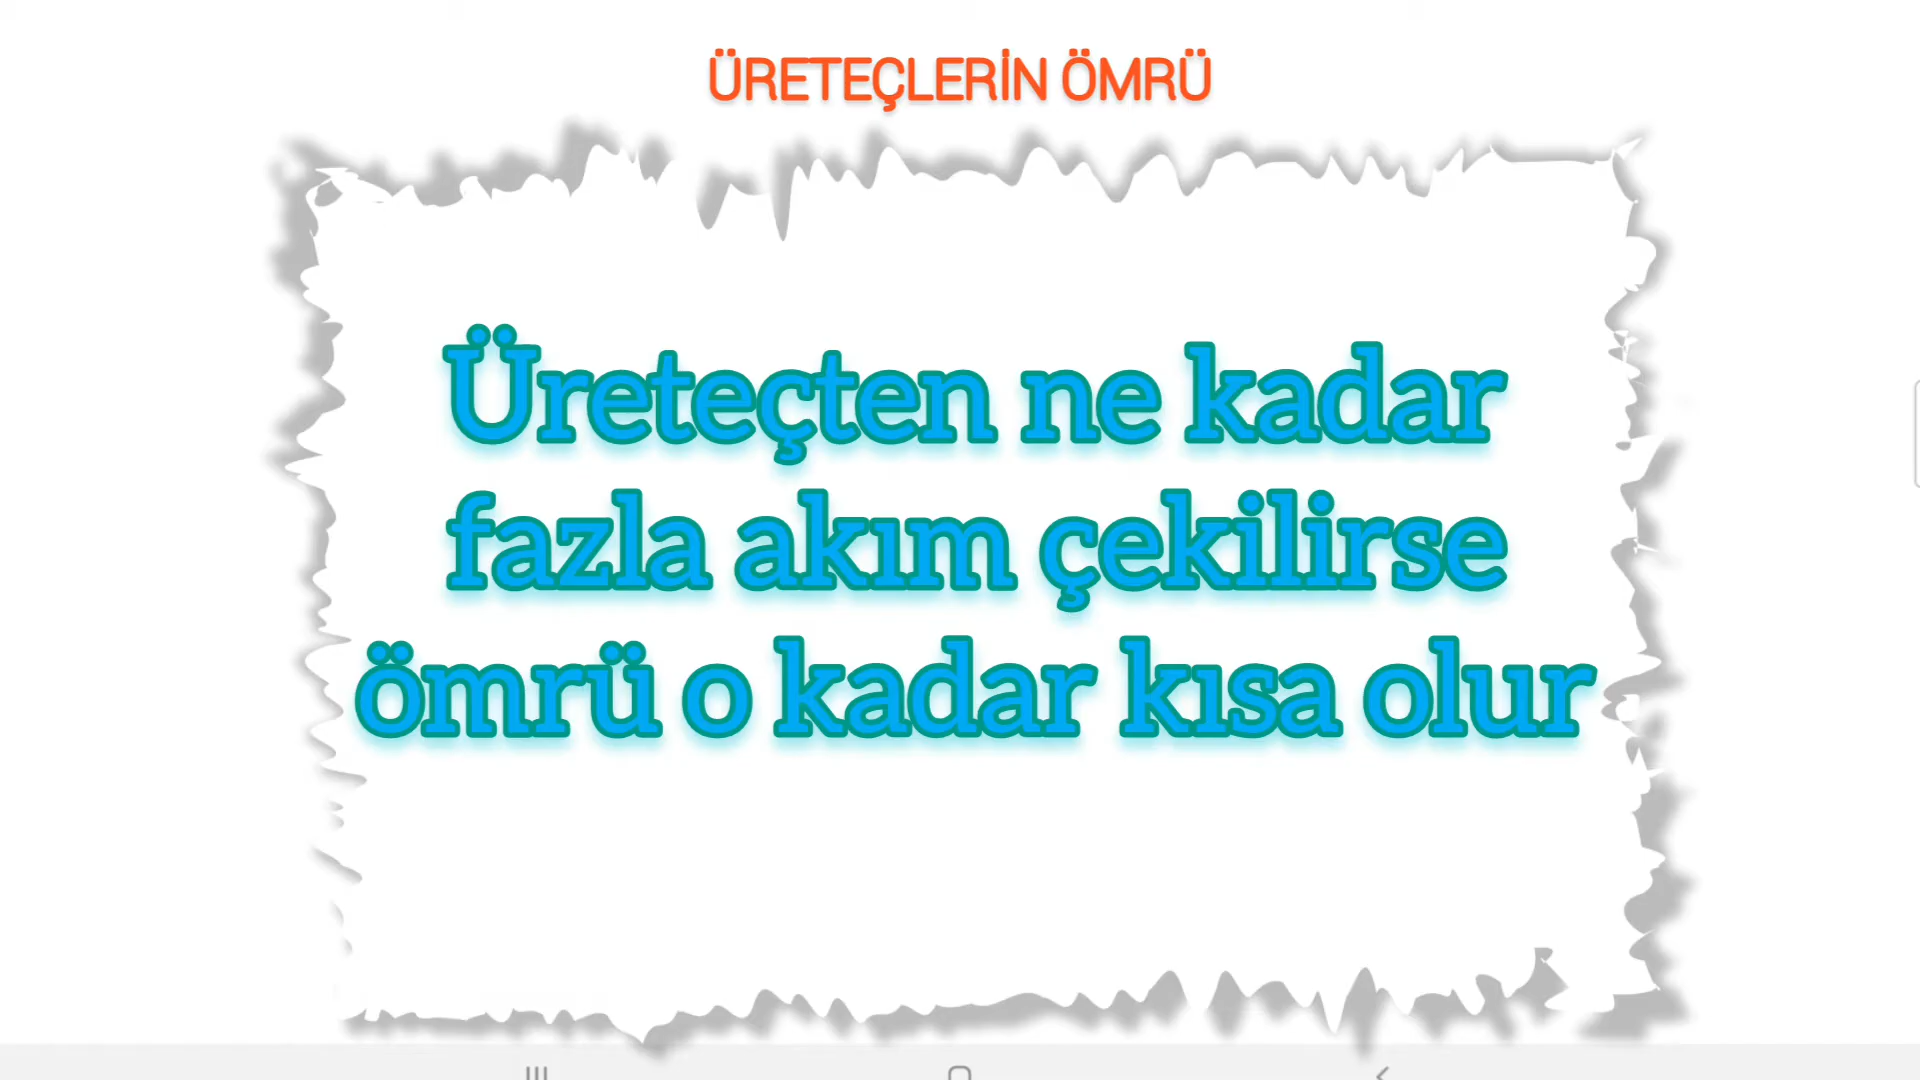 ÜRETEÇLERİN ÖMRÜ
Üreteçten ne kadar
fazla akım çekilirse
ömrü o kadar kısa olur